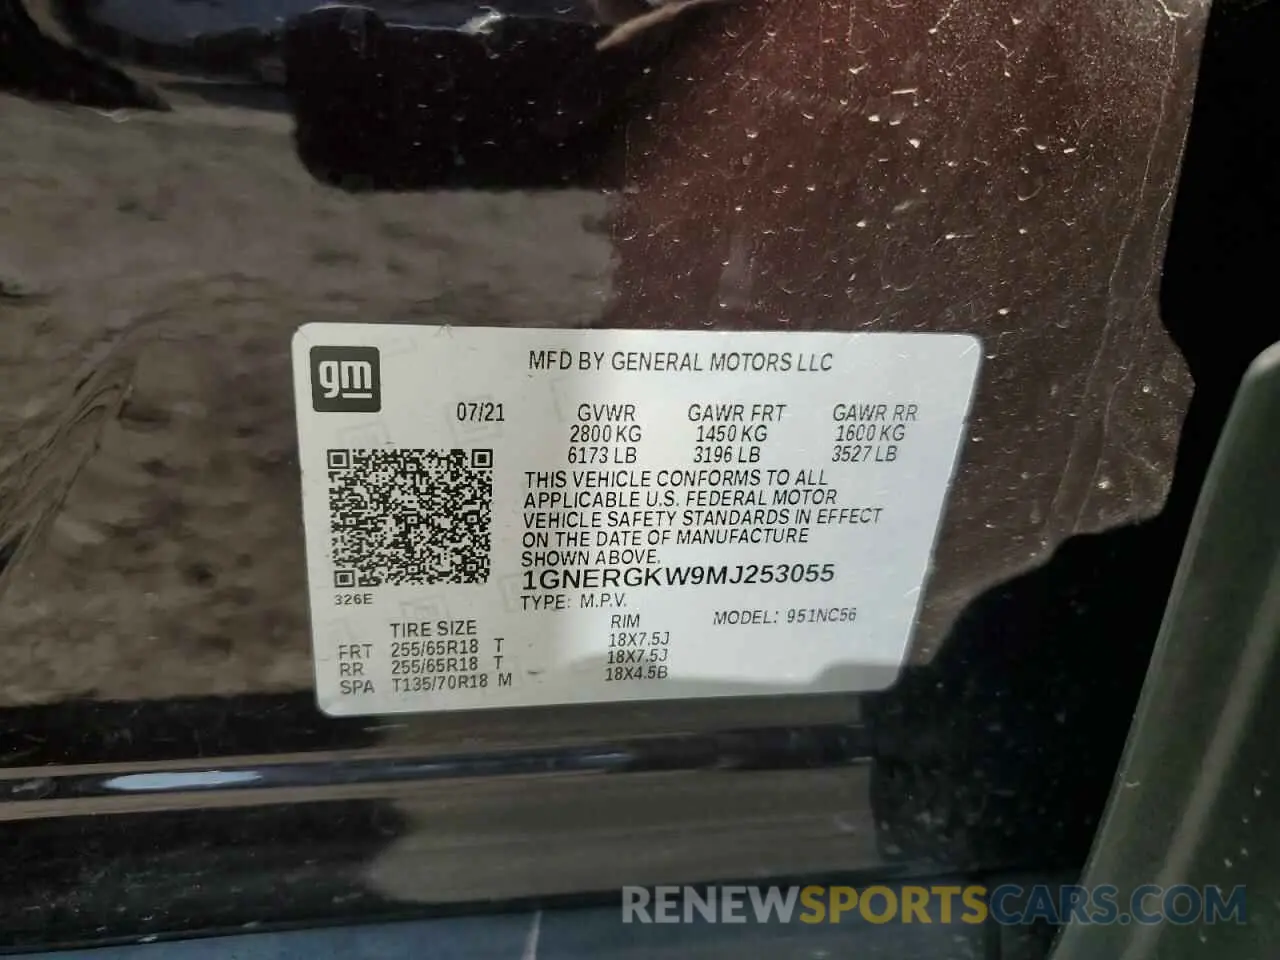 gm
MFD BY GENERAL MOTORS LLC
07/21 GVWR GAWR FRT GAWR RR
2800 KG 1450 KG 1600 KG
6173 LB 3196 LB 3527 LB
THIS VEHICLE CONFORMS TO ALL
APPLICABLE U.S. FEDERAL MOTOR
VEHICLE SAFETY STANDARDS IN EFFECT
ON THE DATE OF MANUFACTURE
SHOWN ABOVE.
1GNERGKW9MJ253055
326E
TYPE: M.P.V.
MODEL: 951NC56
TIRE SIZE RIM
FRT 255/65R18 T 18X7.5J
RR 255/65R18 T 18X7.5J
SPA T135/70R18 M 18X4.5B
RENEWSPORTSCARS.COM